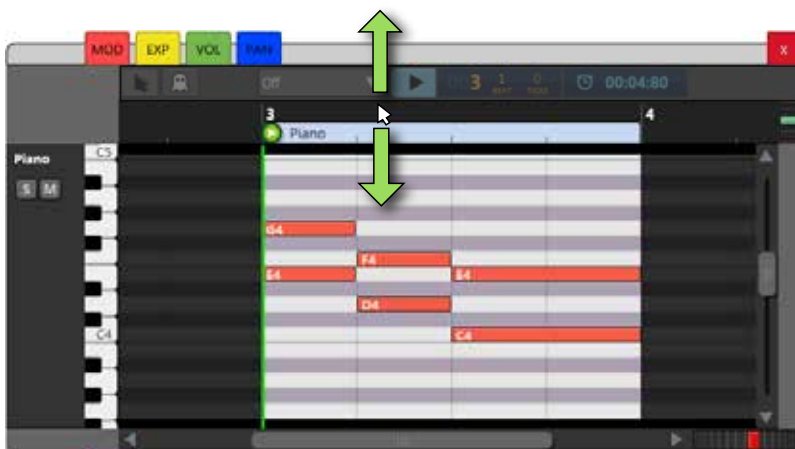 MOD EXP VOL PAN X
Off 3 1 0 00:04:80
3 4
Piano
Piano C5
S M
G4
F4
E4 E4
D4
C4 C4